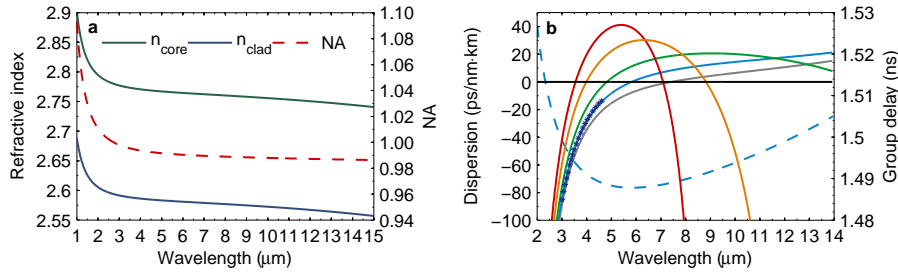 a
n_core n_clad NA
2.9
2.85
2.8
2.75
2.7
2.65
2.6
2.55
Refractive index
1.10
1.08
1.06
1.04
1.02
1.00
0.98
0.96
0.94
NA
1 2 3 4 5 6 7 8 9 10 11 12 13 14 15
Wavelength (μm)
b
40
20
0
−20
−40
−60
−80
−100
Dispersion (ps/nm·km)
1.53
1.52
1.51
1.5
1.49
1.48
Group delay (ns)
2 3 4 5 6 7 8 9 10 11 12 13 14
Wavelength (μm)